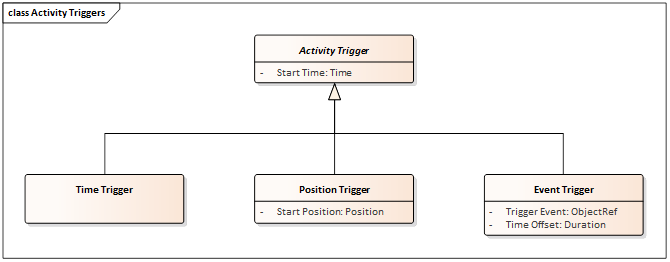 class Activity Triggers
Activity Trigger
- Start Time: Time
Time Trigger
Position Trigger
- Start Position: Position
Event Trigger
- Trigger Event: ObjectRef
- Time Offset: Duration